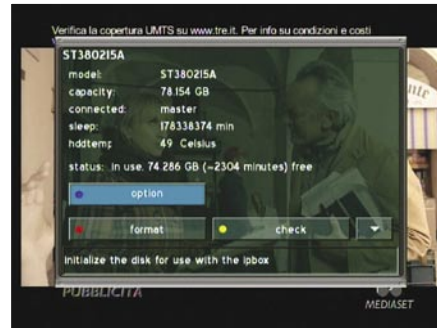 Verifica la copertura UMTS su www.tre.it. Per info su condizioni e costi
ST380215A
model: ST380215A
capacity: 78.154 GB
connected: master
sleep: 178338374 min
hddtemp: 49 Celsius
status: in use, 74.286 GB (~2304 minutes) free
option
format
check
initialize the disk for use with the ipbox
PUBBLICITÀ
MEDIASET